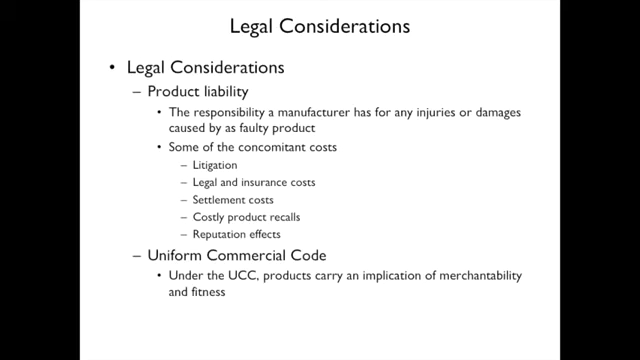 Legal Considerations
• Legal Considerations
– Product liability
• The responsibility a manufacturer has for any injuries or damages
caused by as faulty product
• Some of the concomitant costs
– Litigation
– Legal and insurance costs
– Settlement costs
– Costly product recalls
– Reputation effects
– Uniform Commercial Code
• Under the UCC, products carry an implication of merchantability
and fitness